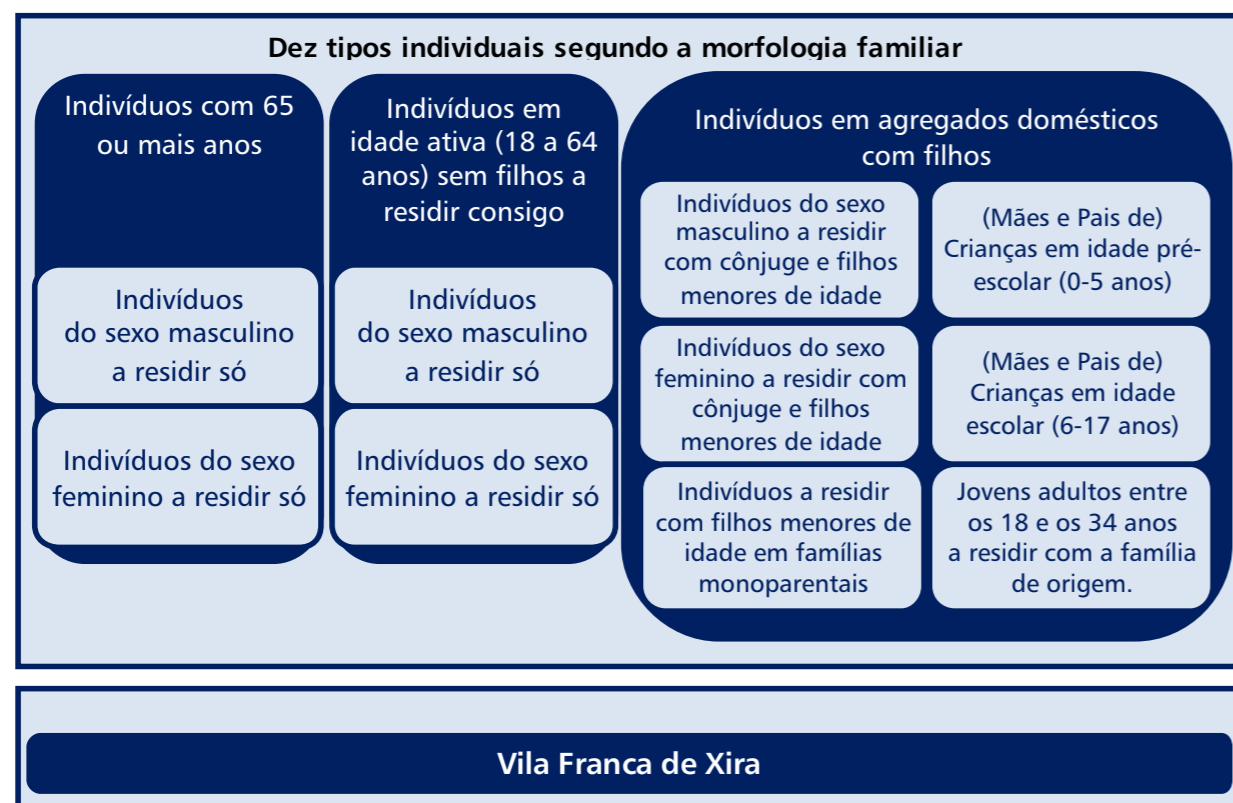 Dez tipos individuais segundo a morfologia familiar
Indivíduos com 65
ou mais anos
Indivíduos
do sexo masculino
a residir só
Indivíduos do sexo
feminino a residir só
Indivíduos em
idade ativa (18 a 64
anos) sem filhos a
residir consigo
Indivíduos
do sexo masculino
a residir só
Indivíduos do sexo
feminino a residir só
Indivíduos em agregados domésticos
com filhos
Indivíduos do sexo
masculino a residir
com cônjuge e filhos
menores de idade
(Mães e Pais de)
Crianças em idade pré-
escolar (0-5 anos)
Indivíduos do sexo
feminino a residir com
cônjuge e filhos
menores de idade
(Mães e Pais de)
Crianças em idade
escolar (6-17 anos)
Indivíduos a residir
com filhos menores de
idade em famílias
monoparentais
Jovens adultos entre
os 18 e os 34 anos
a residir com a família
de origem.
Vila Franca de Xira